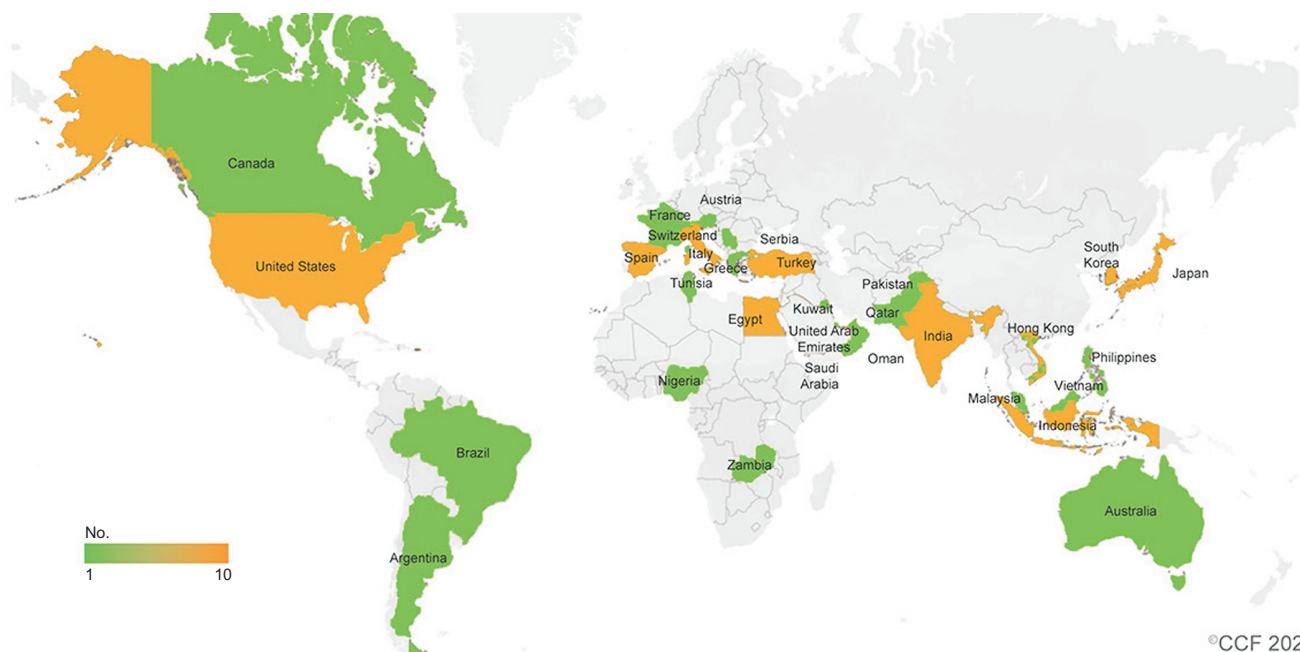 Canada
United States
Brazil
Argentina
Austria
France
Switzerland
Serbia
Spain
Italy
Greece
Turkey
Tunisia
Egypt
Kuwait
Pakistan
Qatar
United Arab
Emirates
Oman
Saudi
Arabia
Nigeria
Zambia
India
South
Korea
Japan
Hong Kong
Philippines
Vietnam
Malaysia
Indonesia
Australia
No.
1
10
©CCF 202